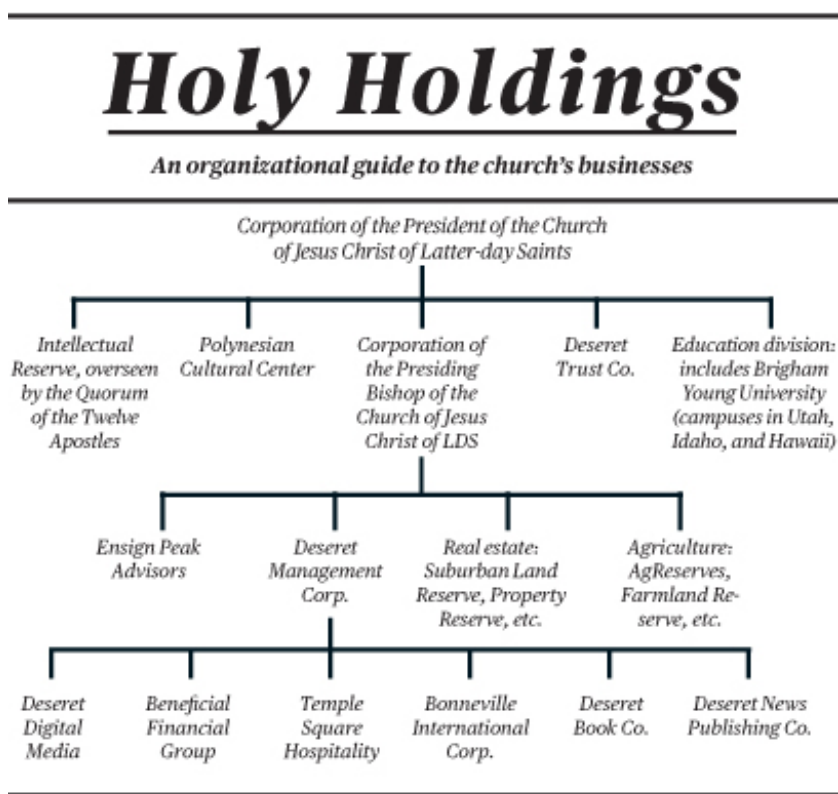 Holy Holdings
An organizational guide to the church's businesses
Corporation of the President of the Church
of Jesus Christ of Latter-day Saints
Intellectual
Reserve, overseen
by the Quorum
of the Twelve
Apostles
Polynesian
Cultural Center
Corporation of
the Presiding
Bishop of the
Church of Jesus
Christ of LDS
Deseret
Trust Co.
Education division:
includes Brigham
Young University
(campuses in Utah,
Idaho, and Hawaii)
Ensign Peak
Advisors
Deseret
Management
Corp.
Real estate:
Suburban Land
Reserve, Property
Reserve, etc.
Agriculture:
AgReserves,
Farmland Re-
serve, etc.
Deseret
Digital
Media
Beneficial
Financial
Group
Temple
Square
Hospitality
Bonneville
International
Corp.
Deseret
Book Co.
Deseret News
Publishing Co.